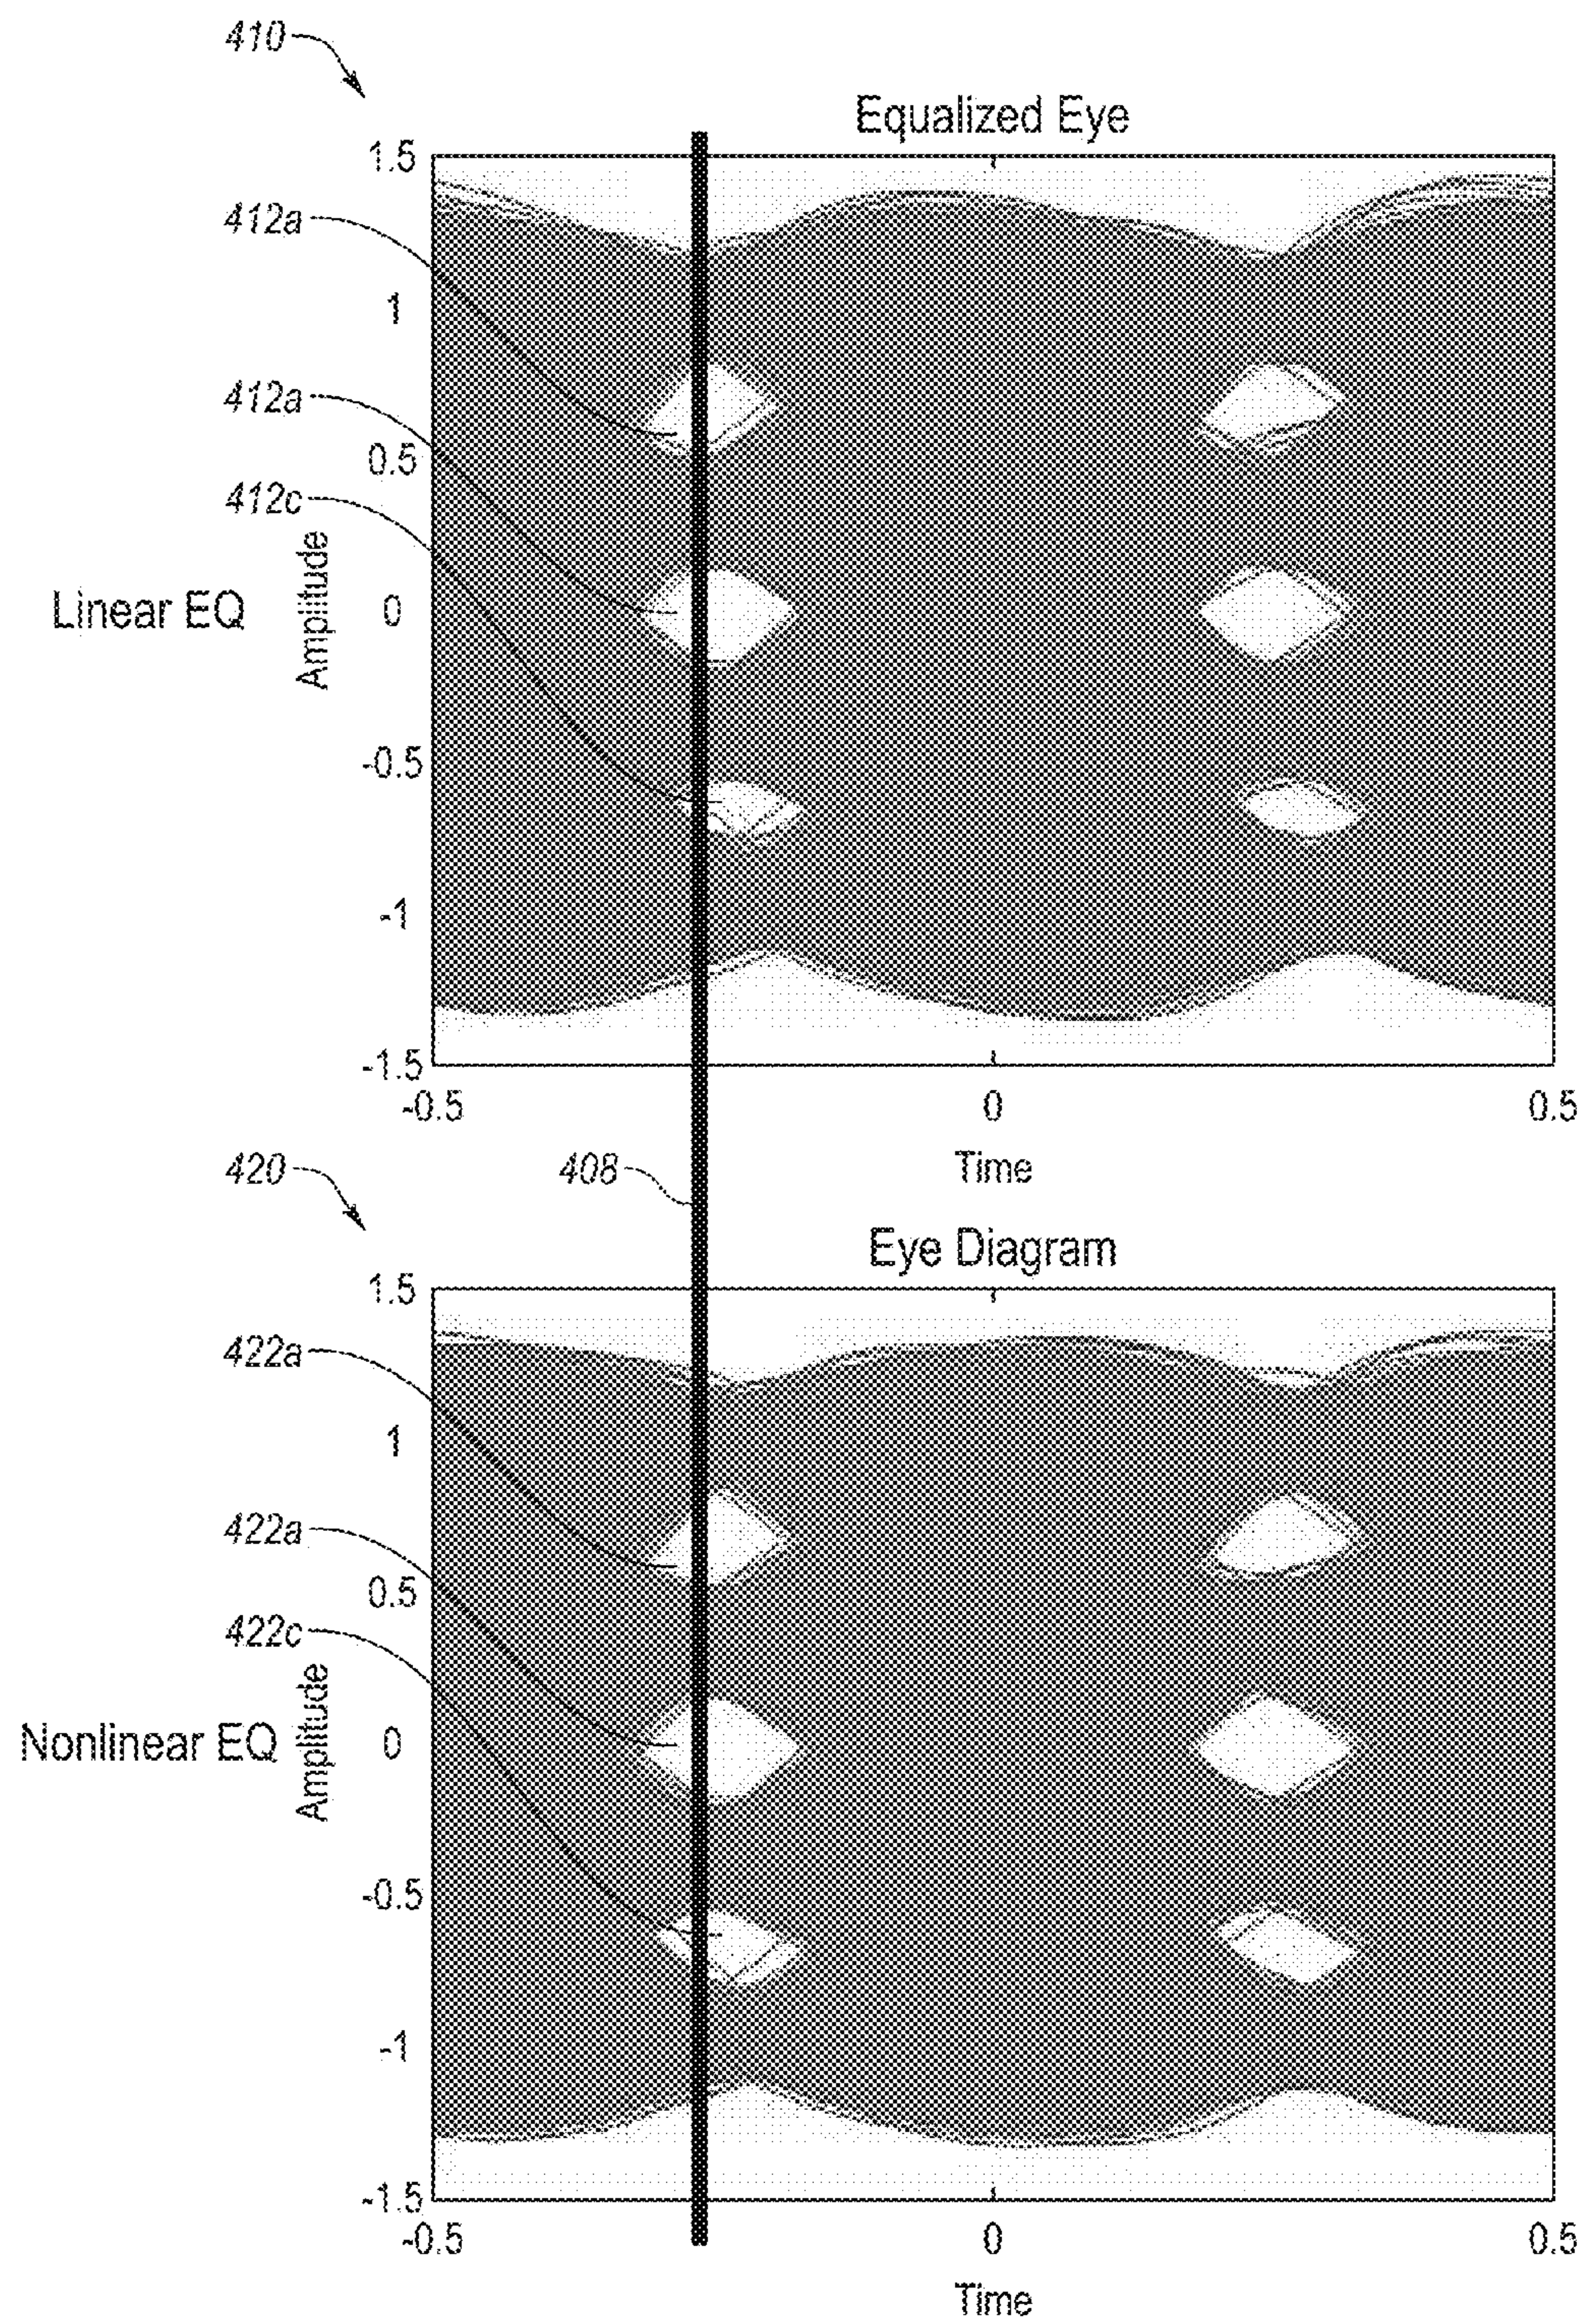 410
Equalized Eye
1.5
412a
1
412a
0.5
412c
Linear EQ
Amplitude
0
-0.5
-1
-1.5
-0.5
0
0.5
Time
420
408
Eye Diagram
1.5
422a
1
422a
0.5
422c
Nonlinear EQ
Amplitude
0
-0.5
-1
-1.5
-0.5
0
0.5
Time